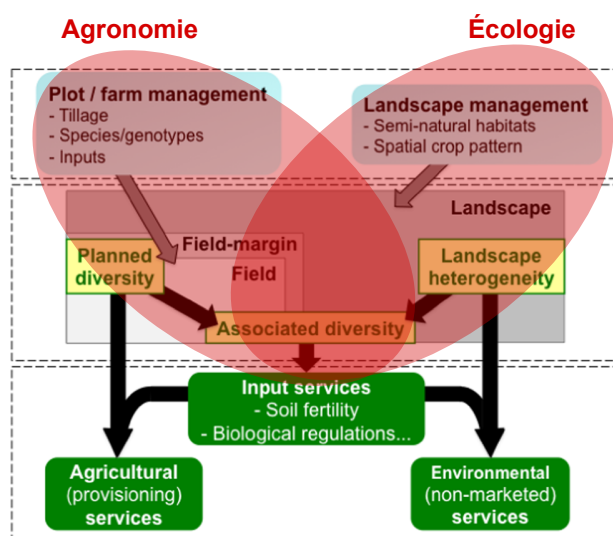 Agronomie
Écologie
Plot / farm management
- Tillage
- Species/genotypes
- Inputs
Landscape management
- Semi-natural habitats
- Spatial crop pattern
Landscape
Field-margin
Field
Planned
diversity
Landscape
heterogeneity
Associated diversity
Input services
- Soil fertility
- Biological regulations...
Agricultural
(provisioning)
services
Environmental
(non-marketed)
services